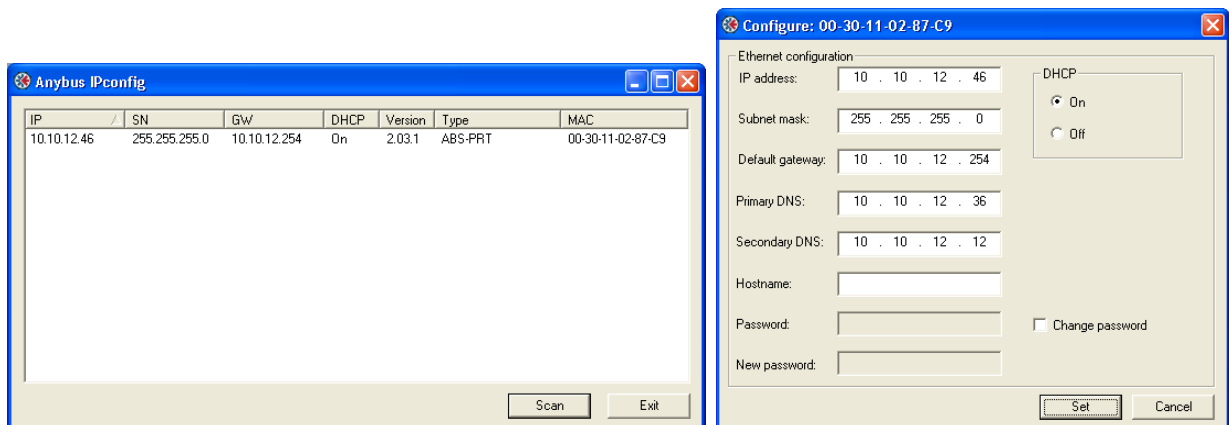 Anybus IPconfig
IP SN GW DHCP Version Type MAC
10.10.12.46 255.255.255.0 10.10.12.254 On 2.03.1 ABS-PRT 00-30-11-02-87-C9
Scan Exit
Configure: 00-30-11-02-87-C9
Ethernet configuration
IP address: 10 . 10 . 12 . 46
DHCP
On
Subnet mask: 255 . 255 . 255 . 0
Off
Default gateway: 10 . 10 . 12 . 254
Primary DNS: 10 . 10 . 12 . 36
Secondary DNS: 10 . 10 . 12 . 12
Hostname:
Password:
Change password
New password:
Set Cancel